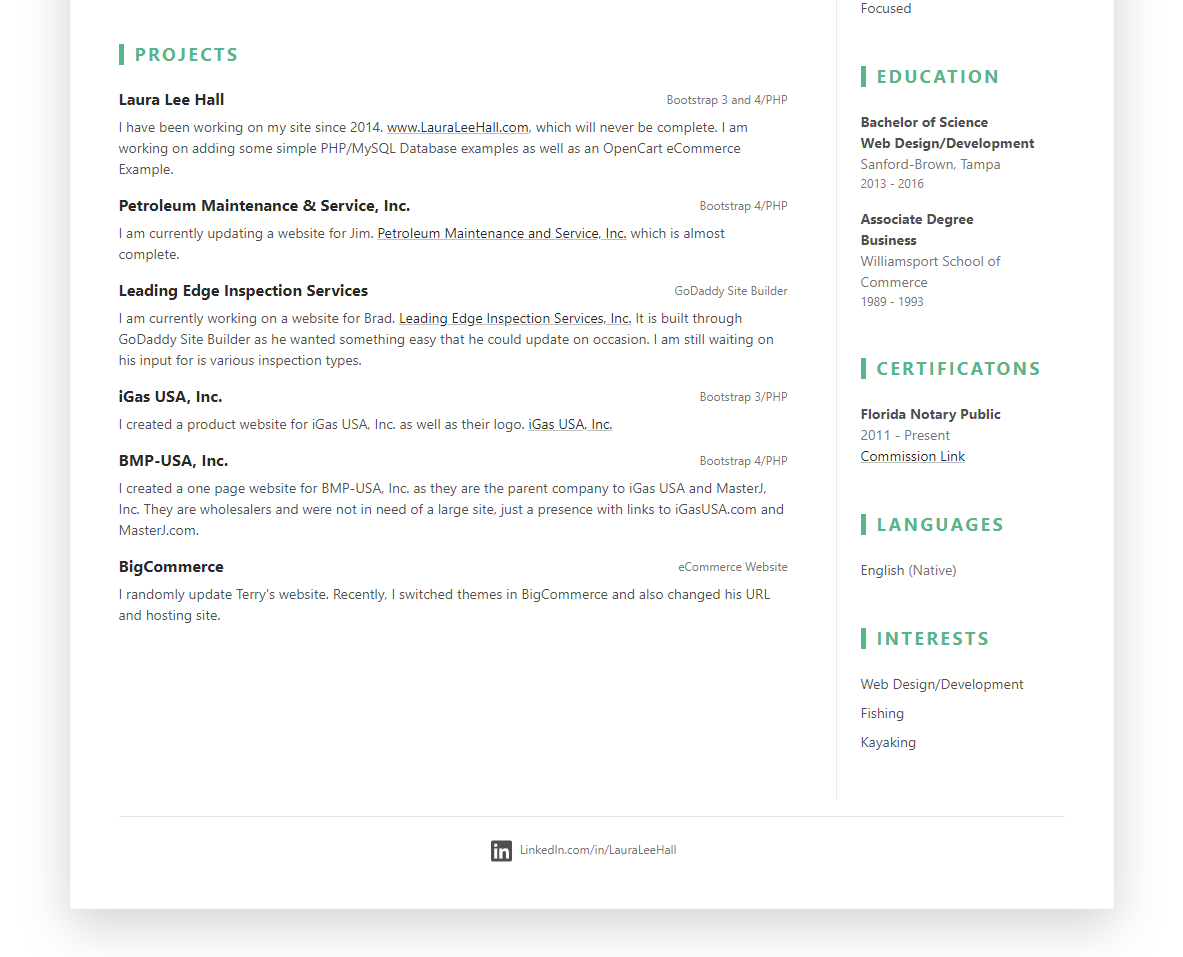 PROJECTS
Laura Lee Hall
Bootstrap 3 and 4/PHP
I have been working on my site since 2014. www.LauraLeeHall.com, which will never be complete. I am
working on adding some simple PHP/MySQL Database examples as well as an OpenCart eCommerce
Example.
Petroleum Maintenance & Service, Inc.
Bootstrap 4/PHP
I am currently updating a website for Jim. Petroleum Maintenance and Service, Inc. which is almost
complete.
Leading Edge Inspection Services
GoDaddy Site Builder
I am currently working on a website for Brad. Leading Edge Inspection Services, Inc. It is built through
GoDaddy Site Builder as he wanted something easy that he could update on occasion. I am still waiting on
his input for is various inspection types.
iGas USA, Inc.
Bootstrap 3/PHP
I created a product website for iGas USA, Inc. as well as their logo. iGas USA, Inc.
BMP-USA, Inc.
Bootstrap 4/PHP
I created a one page website for BMP-USA, Inc. as they are the parent company to iGas USA and MasterJ,
Inc. They are wholesalers and were not in need of a large site, just a presence with links to iGasUSA.com and
MasterJ.com.
BigCommerce
eCommerce Website
I randomly update Terry's website. Recently, I switched themes in BigCommerce and also changed his URL
and hosting site.
Focused
EDUCATION
Bachelor of Science
Web Design/Development
Sanford-Brown, Tampa
2013 - 2016
Associate Degree
Business
Williamsport School of
Commerce
1989 - 1993
CERTIFICATONS
Florida Notary Public
2011 - Present
Commission Link
LANGUAGES
English (Native)
INTERESTS
Web Design/Development
Fishing
Kayaking
LinkedIn.com/in/LauraLeeHall